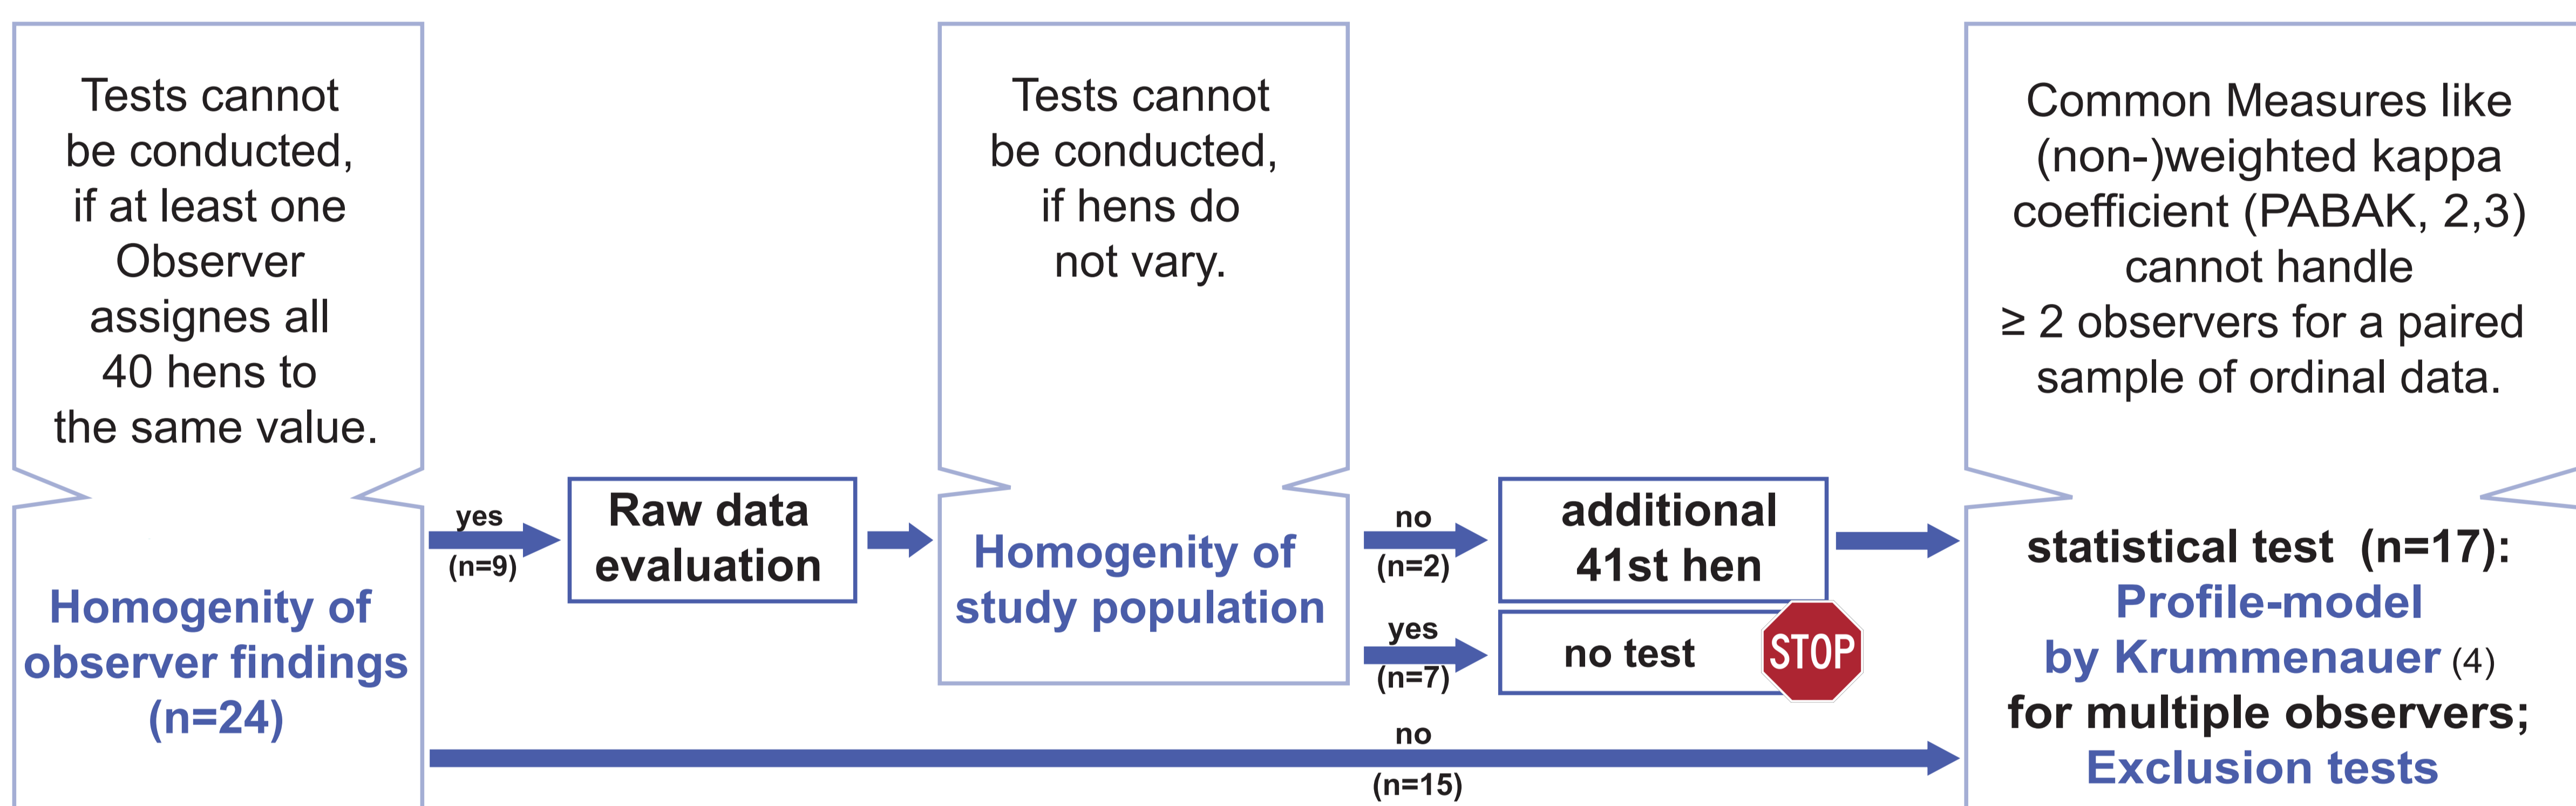 Tests cannot
be conducted,
if at least one
Observer
assignes all
40 hens to
the same value.
Homogenity of
observer findings
(n=24)
yes
(n=9)
Raw data
evaluation
Tests cannot
be conducted,
if hens do
not vary.
Homogenity of
study population
no
(n=2)
additional
41st hen
yes
(n=7)
no test
STOP
no
(n=15)
Common Measures like
(non-)weighted kappa
coefficient (PABAK, 2,3)
cannot handle
≥ 2 observers for a paired
sample of ordinal data.
statistical test (n=17):
Profile-model
by Krummenauer (4)
for multiple observers;
Exclusion tests